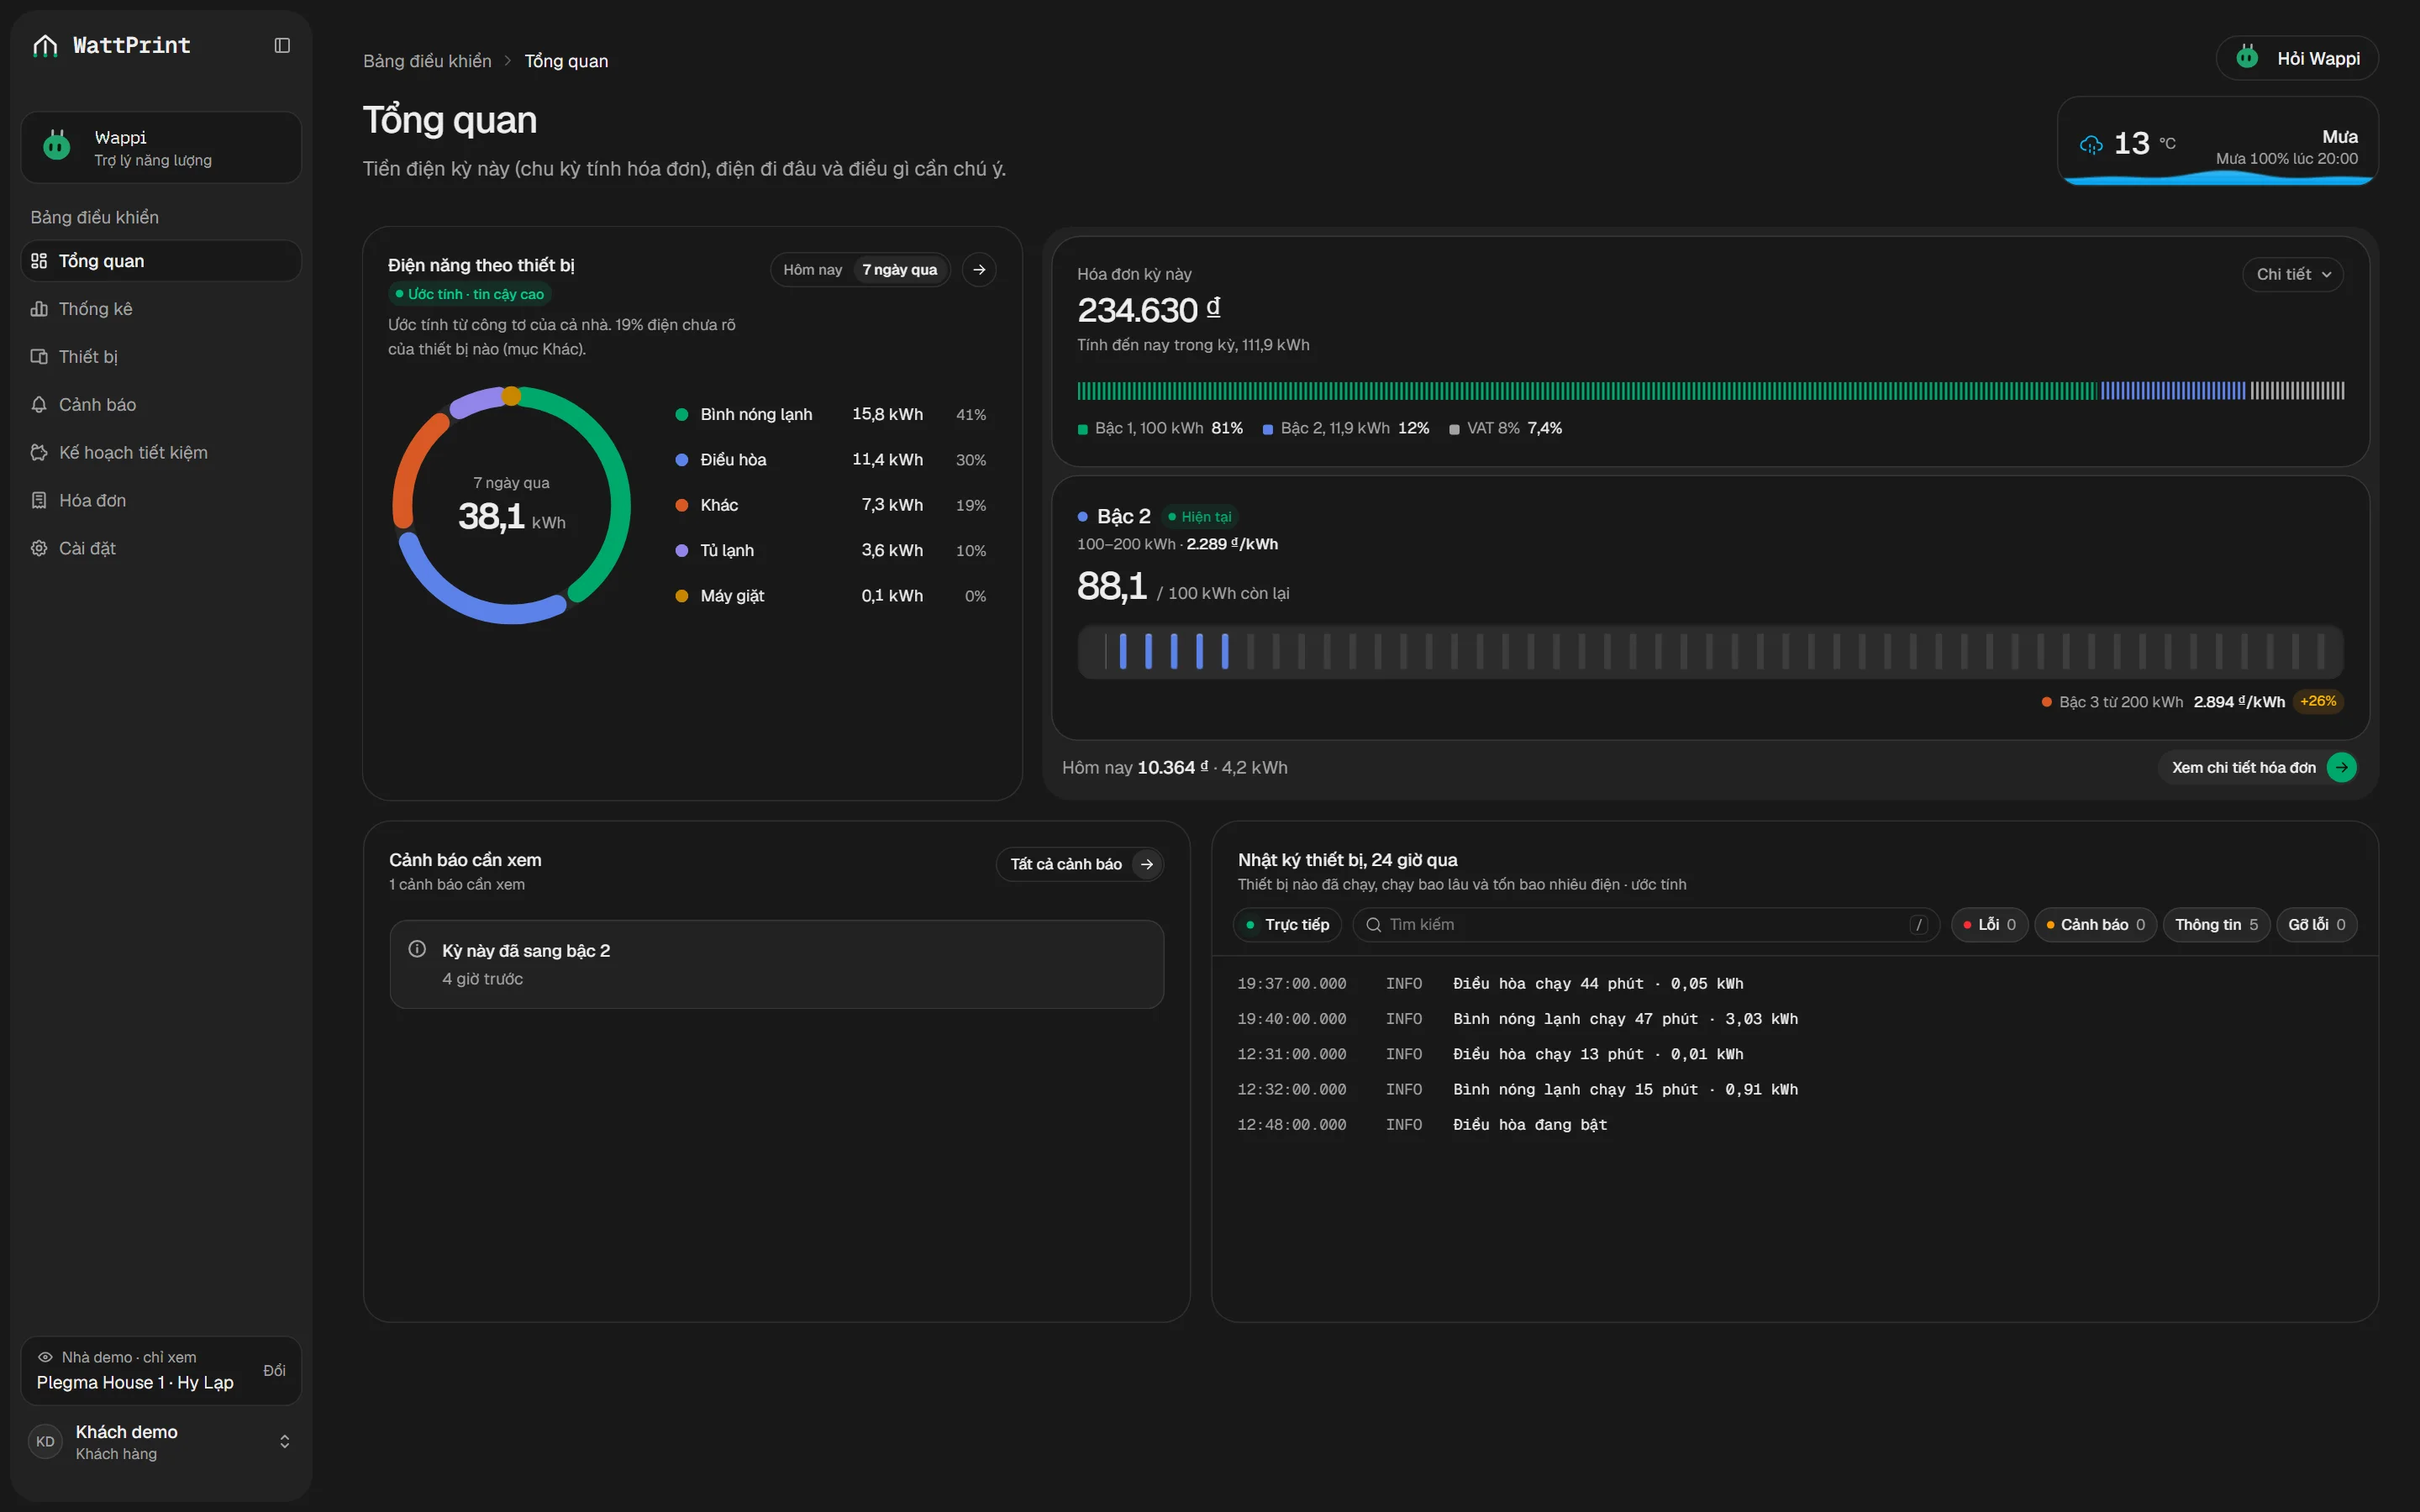 WattPrint
Wappi
Trợ lý năng lượng
Bảng điều khiển
Tổng quan
Thống kê
Thiết bị
Cảnh báo
Kế hoạch tiết kiệm
Hóa đơn
Cài đặt
Nhà demo · chỉ xem
Plegma House 1 · Hy Lạp
Đổi
KD
Khách demo
Khách hàng
Bảng điều khiển > Tổng quan
Hỏi Wappi
Tổng quan
Tiền điện kỳ này (chu kỳ tính hóa đơn), điện đi đâu và điều gì cần chú ý.
13 °C
Mưa
Mưa 100% lúc 20:00
Điện năng theo thiết bị
Hôm nay 7 ngày qua
Ước tính · tin cậy cao
Ước tính từ công tơ của cả nhà. 19% điện chưa rõ
của thiết bị nào (mục Khác).
7 ngày qua
38,1 kWh
Bình nóng lạnh 15,8 kWh 41%
Điều hòa 11,4 kWh 30%
Khác 7,3 kWh 19%
Tủ lạnh 3,6 kWh 10%
Máy giặt 0,1 kWh 0%
Hóa đơn kỳ này
Chi tiết
234.630 ₫
Tính đến nay trong kỳ, 111,9 kWh
Bậc 1, 100 kWh 81% Bậc 2, 11,9 kWh 12% VAT 8% 7,4%
Bậc 2 Hiện tại
100–200 kWh · 2.289 ₫/kWh
88,1 / 100 kWh còn lại
Bậc 3 từ 200 kWh 2.894 ₫/kWh +26%
Hôm nay 10.364 ₫ · 4,2 kWh
Xem chi tiết hóa đơn
Cảnh báo cần xem
1 cảnh báo cần xem
Tất cả cảnh báo
Kỳ này đã sang bậc 2
4 giờ trước
Nhật ký thiết bị, 24 giờ qua
Thiết bị nào đã chạy, chạy bao lâu và tốn bao nhiêu điện · ước tính
Trực tiếp
Tìm kiếm /
Lỗi 0 Cảnh báo 0 Thông tin 5 Gỡ lỗi 0
19:37:00.000 INFO Điều hòa chạy 44 phút · 0,05 kWh
19:40:00.000 INFO Bình nóng lạnh chạy 47 phút · 3,03 kWh
12:31:00.000 INFO Điều hòa chạy 13 phút · 0,01 kWh
12:32:00.000 INFO Bình nóng lạnh chạy 15 phút · 0,91 kWh
12:48:00.000 INFO Điều hòa đang bật